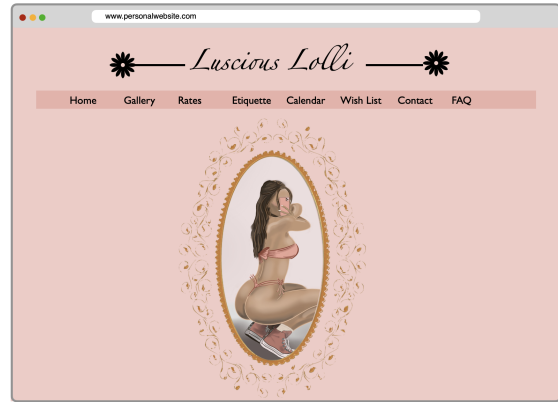 www.personalwebsite.com
Luscious Lolli
Home Gallery Rates Etiquette Calendar Wish List Contact FAQ